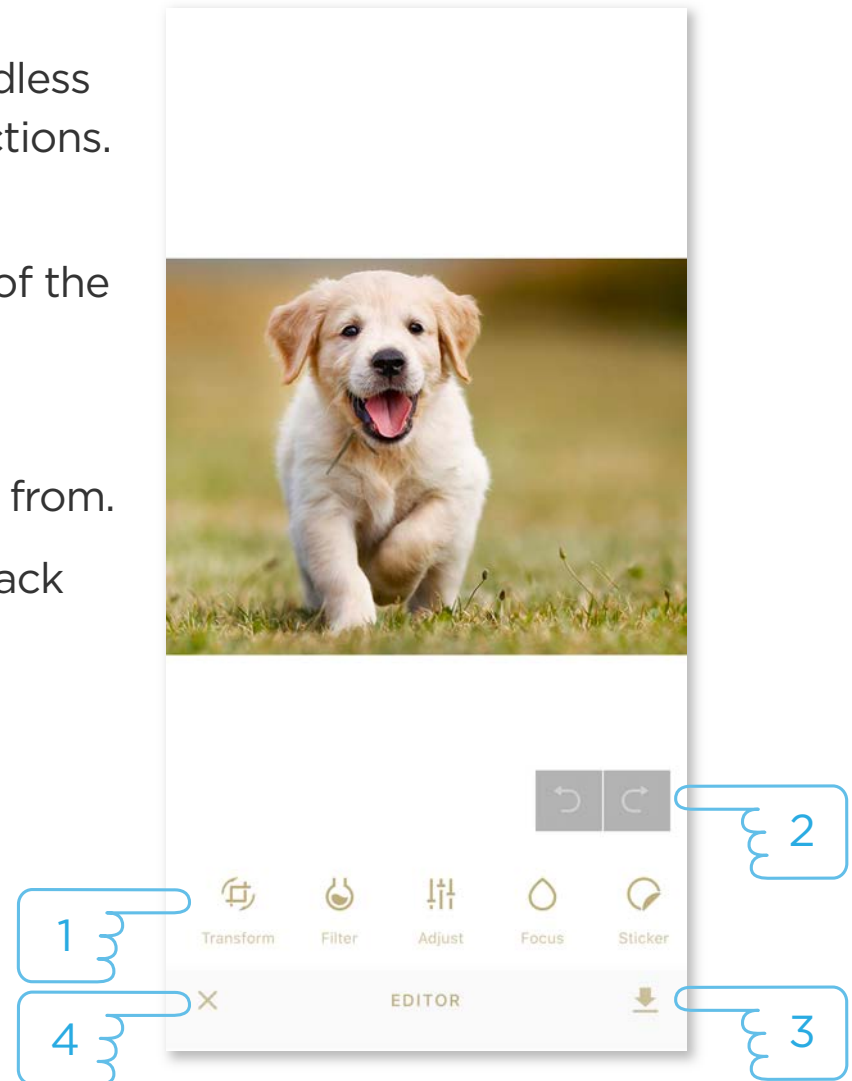 dless
ctions.
of the
from.
ack
2
1
Transform Filter Adjust Focus Sticker
4 EDITOR 3